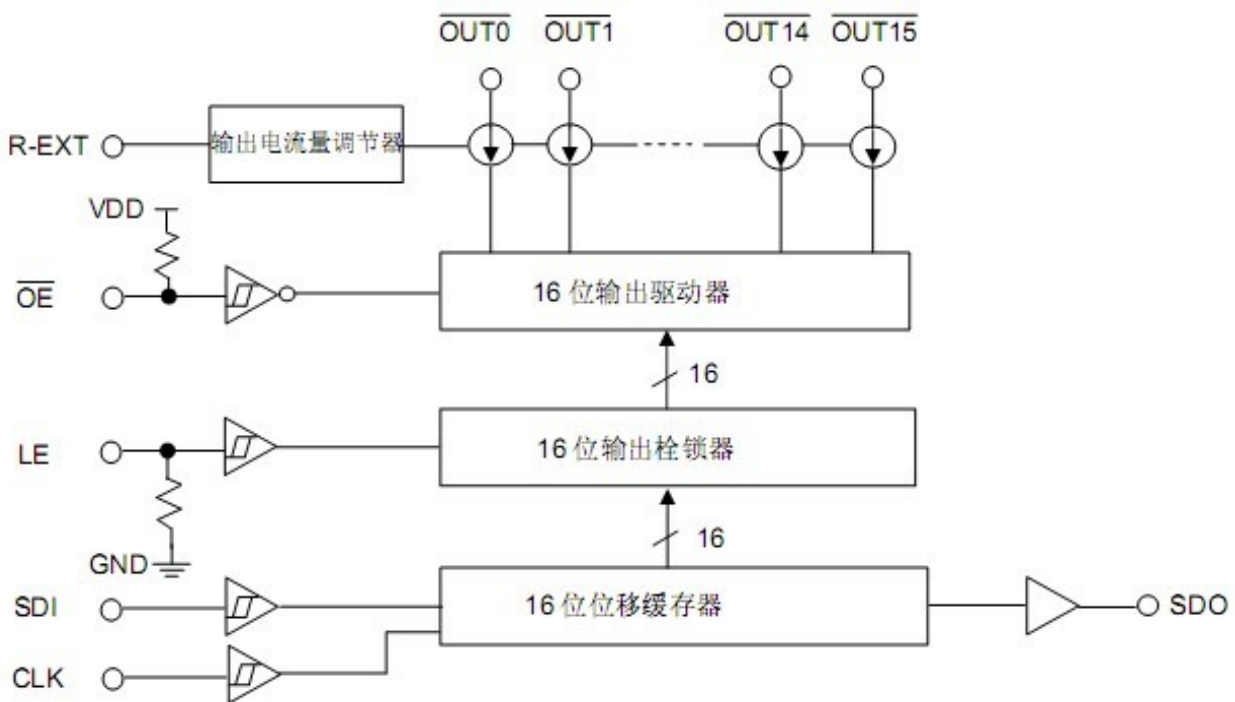 OUT0 OUT1 OUT14 OUT15
R-EXT 输出电流量调节器
VDD
OE 16 位输出驱动器
16
LE 16 位输出栓锁器
16
GND
SDI 16 位位移缓存器 SDO
CLK